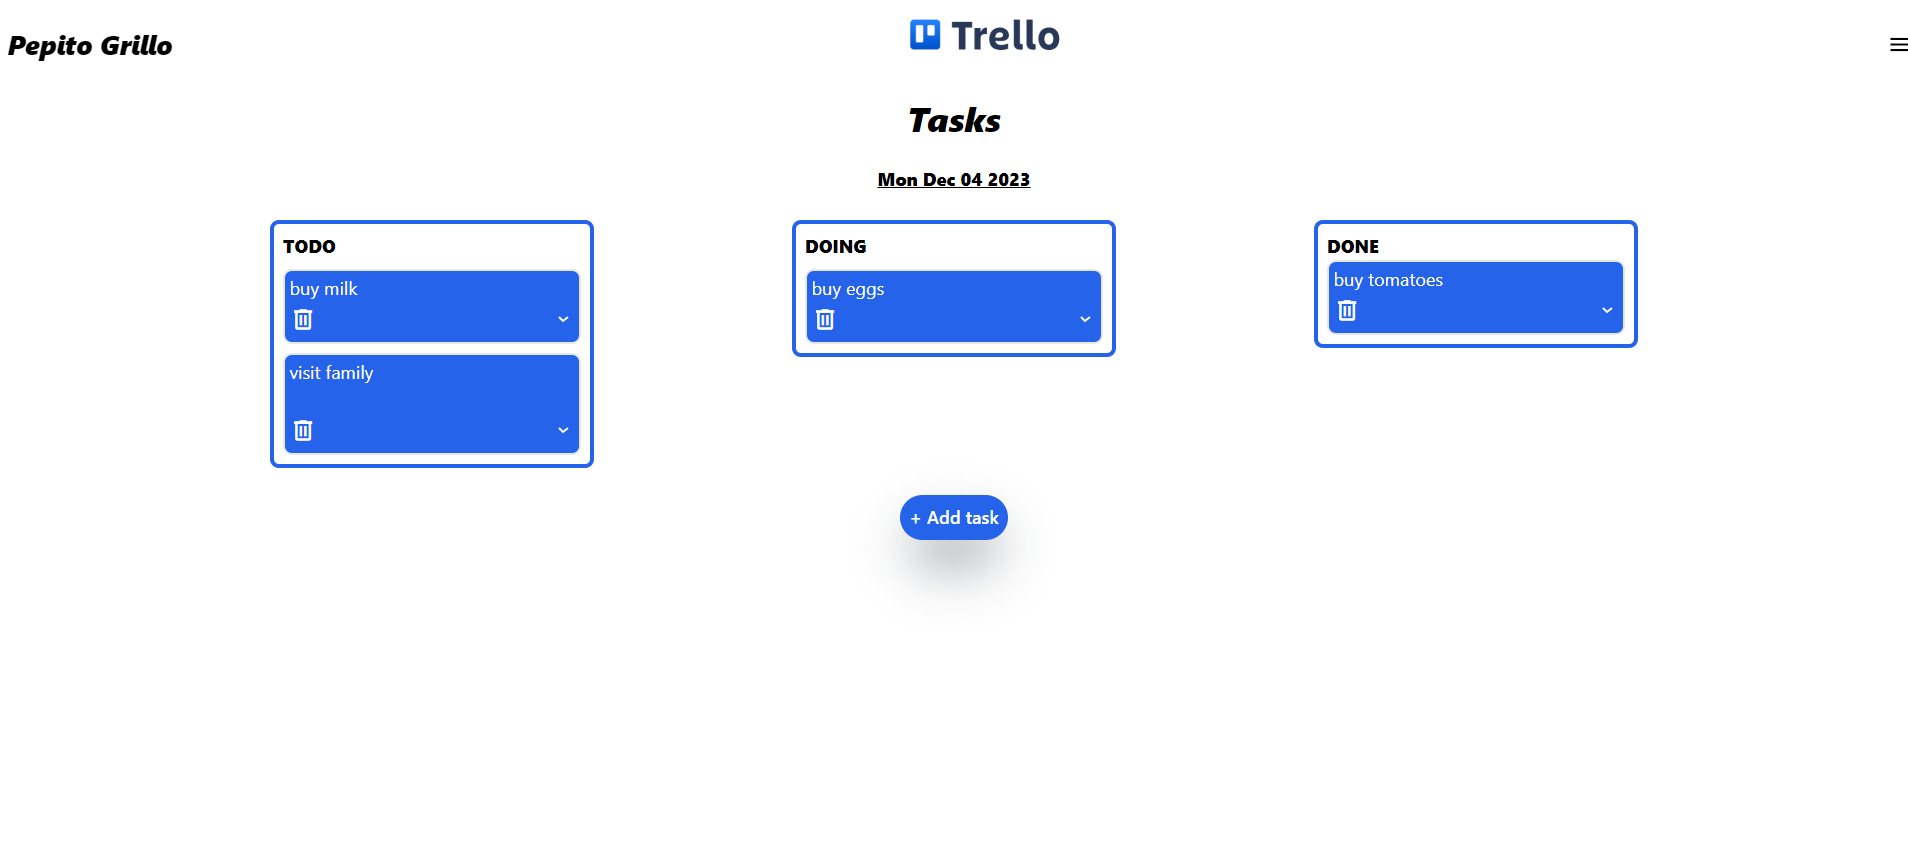 Pepito Grillo
Trello
Tasks
Mon Dec 04 2023
TODO
buy milk
visit family
DOING
buy eggs
DONE
buy tomatoes
+ Add task